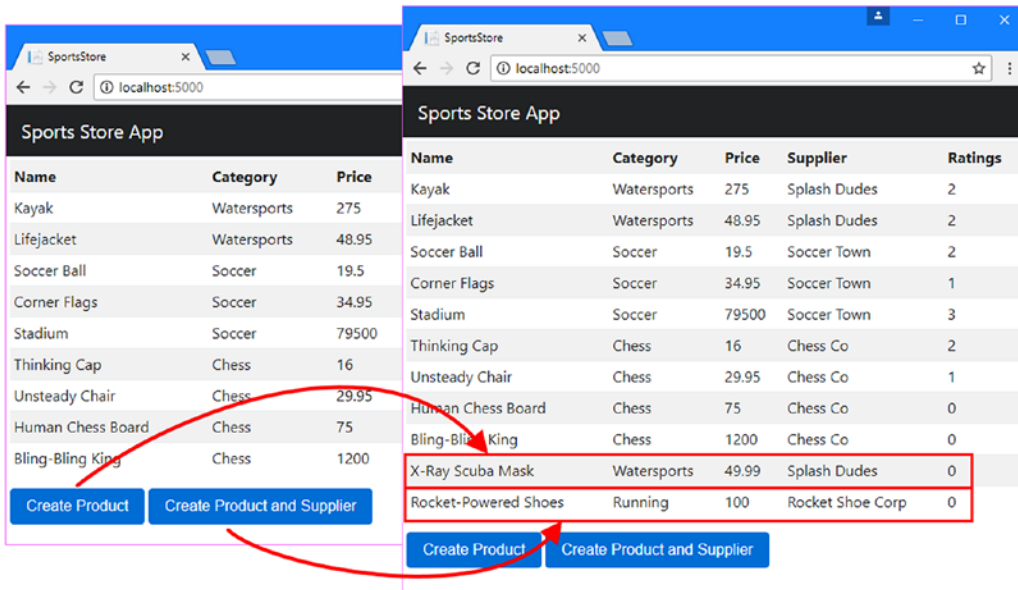 SportsStore
localhost:5000
Sports Store App
Name Category Price
Kayak Watersports 275
Lifejacket Watersports 48.95
Soccer Ball Soccer 19.5
Corner Flags Soccer 34.95
Stadium Soccer 79500
Thinking Cap Chess 16
Unsteady Chair Chess 29.95
Human Chess Board Chess 75
Bling-Bling King Chess 1200
Create Product Create Product and Supplier
SportsStore
localhost:5000
Sports Store App
Name Category Price Supplier Ratings
Kayak Watersports 275 Splash Dudes 2
Lifejacket Watersports 48.95 Splash Dudes 2
Soccer Ball Soccer 19.5 Soccer Town 2
Corner Flags Soccer 34.95 Soccer Town 1
Stadium Soccer 79500 Soccer Town 3
Thinking Cap Chess 16 Chess Co 2
Unsteady Chair Chess 29.95 Chess Co 1
Human Chess Board Chess 75 Chess Co 0
Bling-Bling King Chess 1200 Chess Co 0
X-Ray Scuba Mask Watersports 49.99 Splash Dudes 0
Rocket-Powered Shoes Running 100 Rocket Shoe Corp 0
Create Product Create Product and Supplier